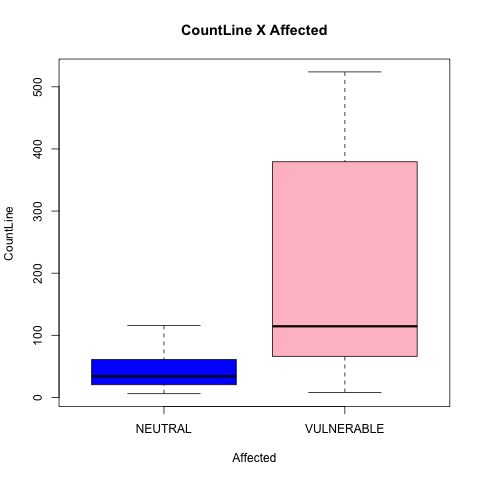 CountLine X Affected
CountLine
500
400
300
200
100
0
NEUTRAL
VULNERABLE
Affected